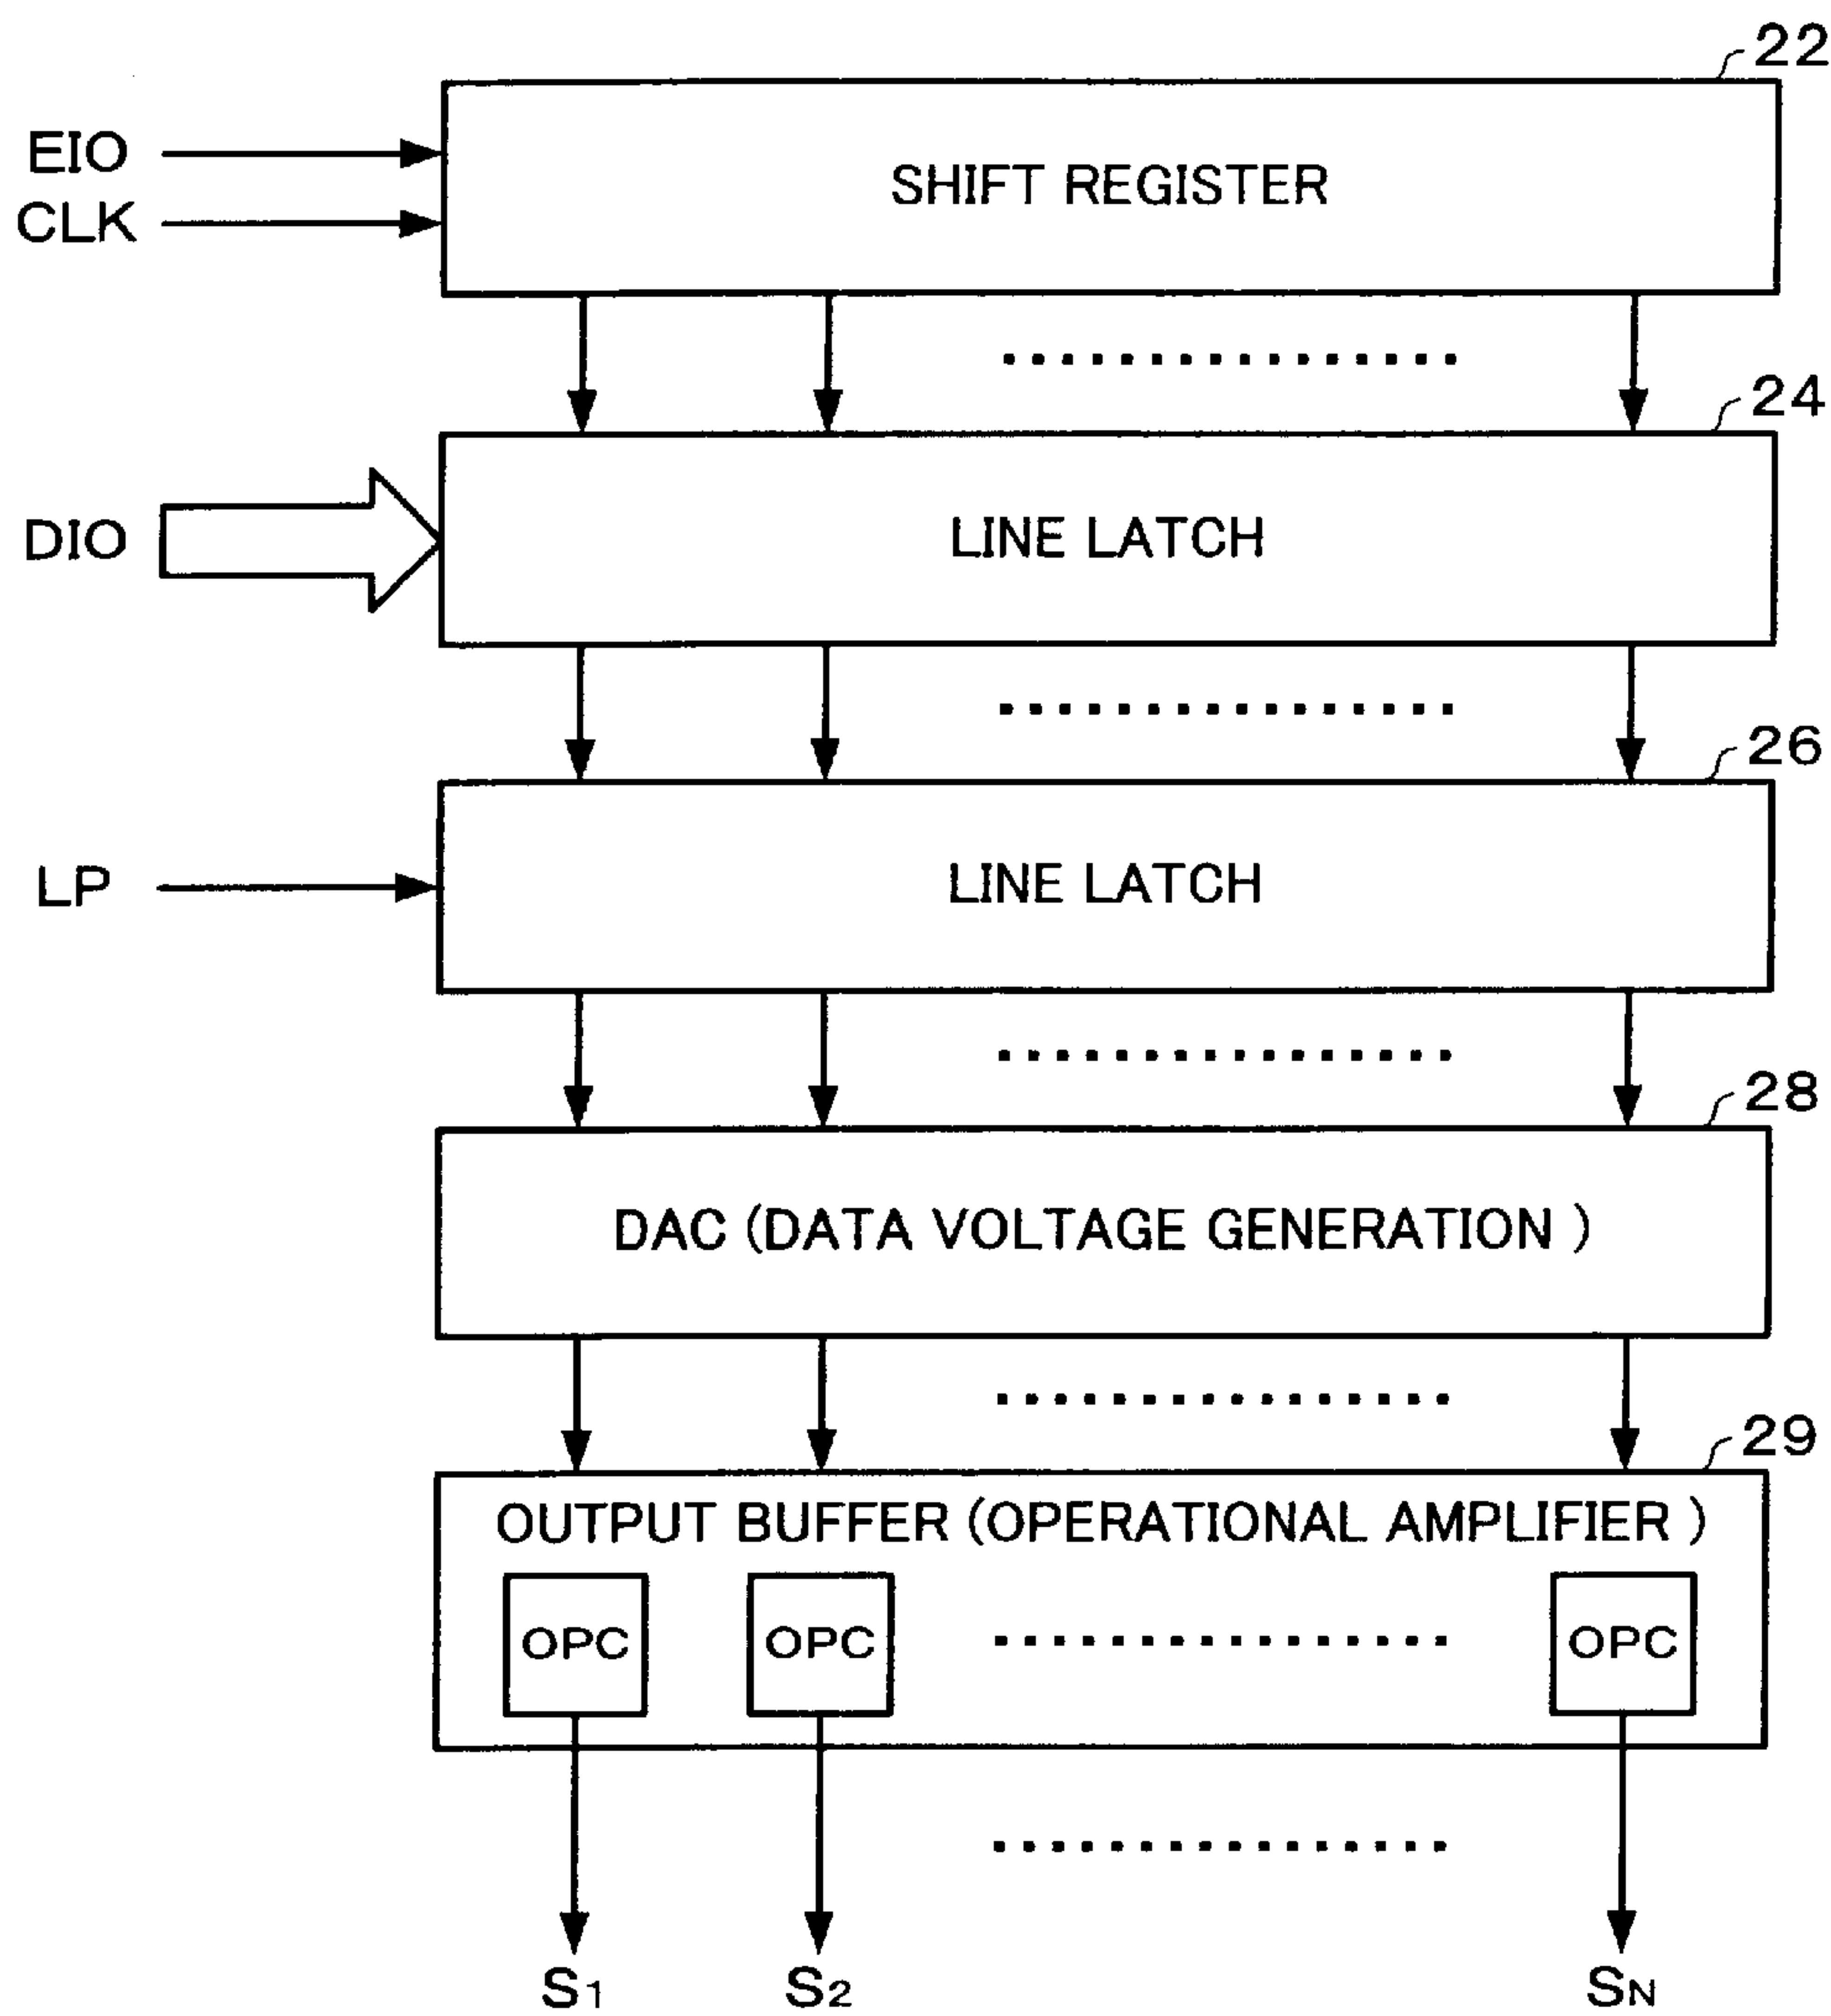 22
EIO
SHIFT REGISTER
CLK
24
DIO
LINE LATCH
26
LP
LINE LATCH
28
DAC (DATA VOLTAGE GENERATION )
29
OUTPUT BUFFER (OPERATIONAL AMPLIFIER )
OPC OPC OPC
S1 S2 SN